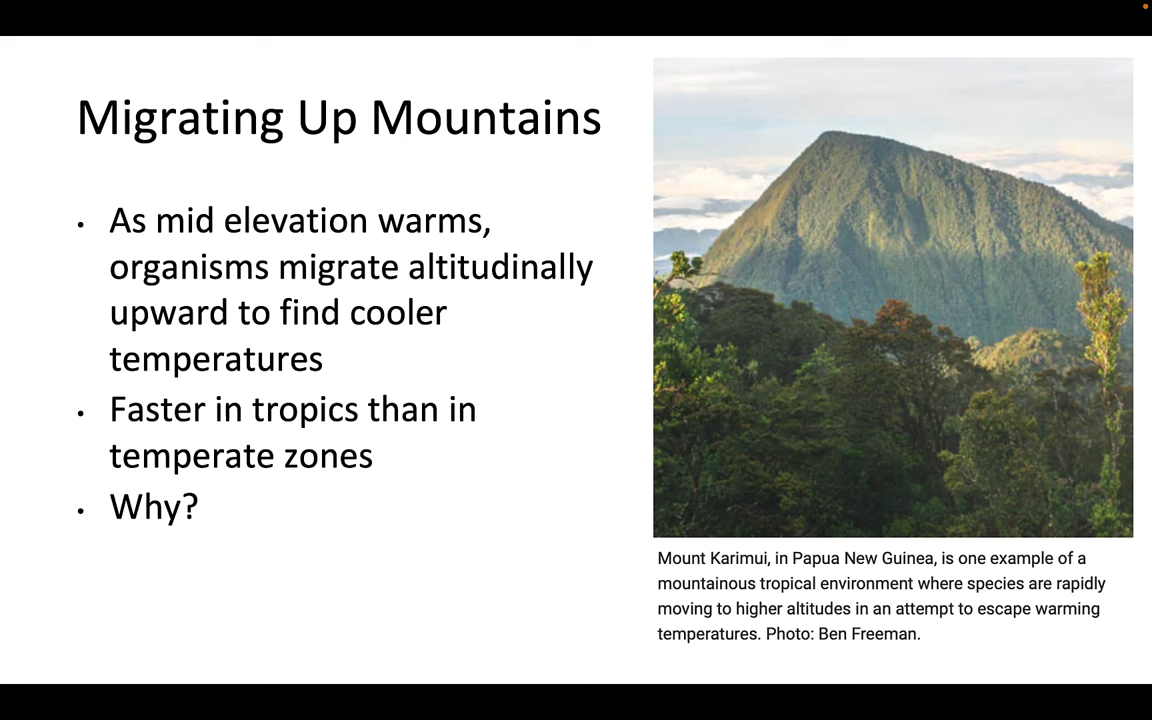 Migrating Up Mountains
• As mid elevation warms,
organisms migrate altitudinally
upward to find cooler
temperatures
• Faster in tropics than in
temperate zones
• Why?
Mount Karimui, in Papua New Guinea, is one example of a
mountainous tropical environment where species are rapidly
moving to higher altitudes in an attempt to escape warming
temperatures. Photo: Ben Freeman.